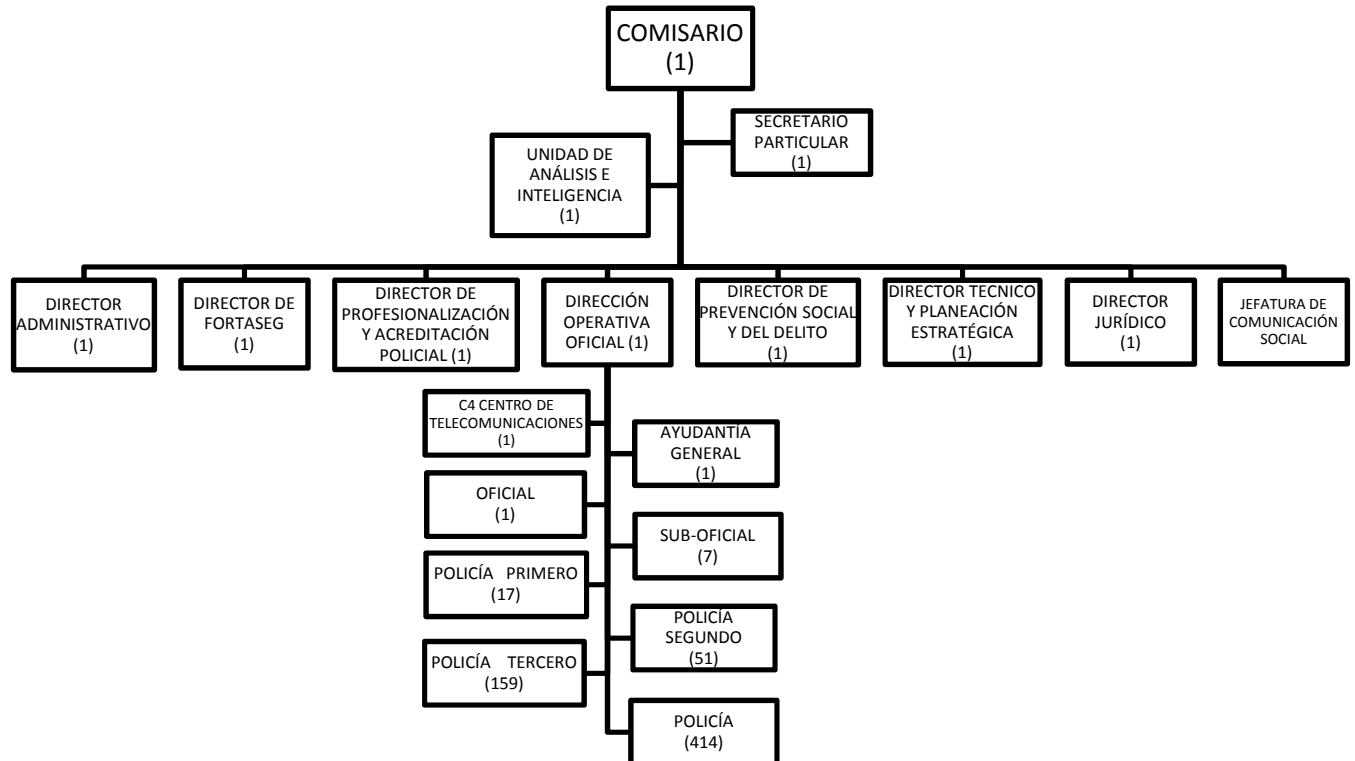 COMISARIO
(1)
SECRETARIO
PARTICULAR
(1)
UNIDAD DE
ANÁLISIS E
INTELIGENCIA
(1)
DIRECTOR
ADMINISTRATIVO
(1)
DIRECTOR DE
FORTASEG
(1)
DIRECTOR DE
PROFESIONALIZACIÓN
Y ACREDITACIÓN
POLICIAL (1)
DIRECCIÓN
OPERATIVA
OFICIAL (1)
DIRECTOR DE
PREVENCIÓN SOCIAL
Y DEL DELITO
(1)
DIRECTOR TECNICO
Y PLANEACIÓN
ESTRATÉGICA
(1)
DIRECTOR
JURÍDICO
(1)
JEFATURA DE
COMUNICACIÓN
SOCIAL
C4 CENTRO DE
TELECOMUNICACIONES
(1)
AYUDANTÍA
GENERAL
(1)
OFICIAL
(1)
SUB-OFICIAL
(7)
POLICÍA PRIMERO
(17)
POLICÍA
SEGUNDO
(51)
POLICÍA TERCERO
(159)
POLICÍA
(414)